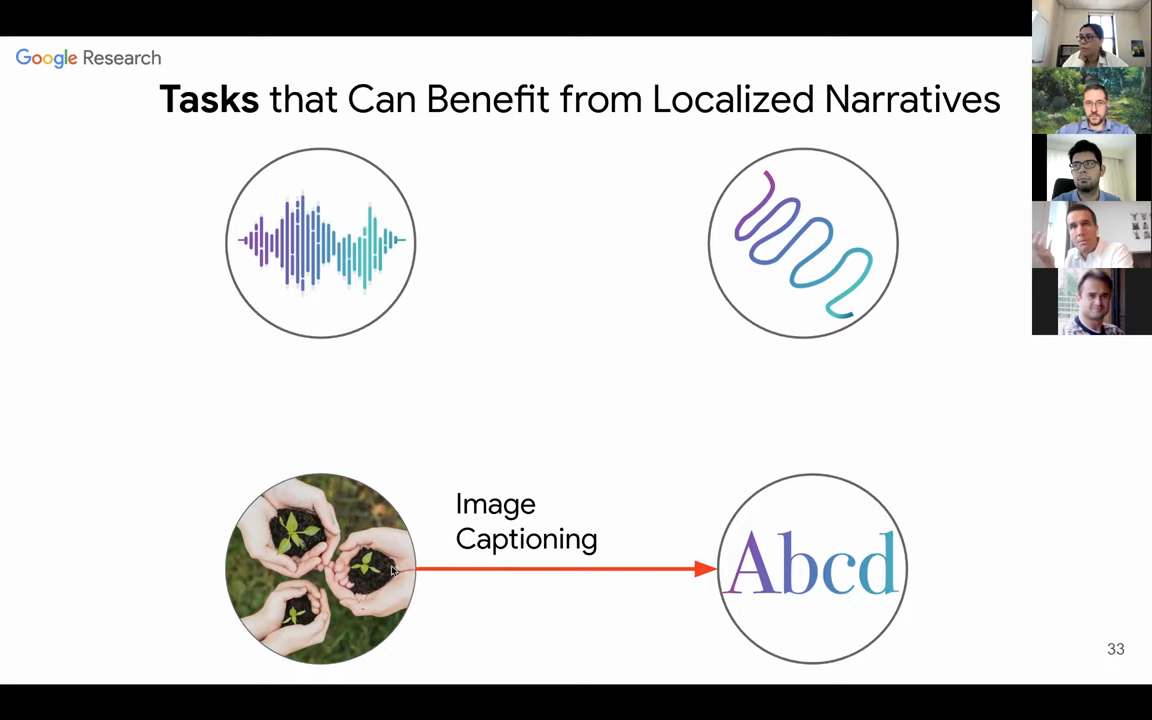 Google Research
Tasks that Can Benefit from Localized Narratives
Image
Captioning
Abcd
33